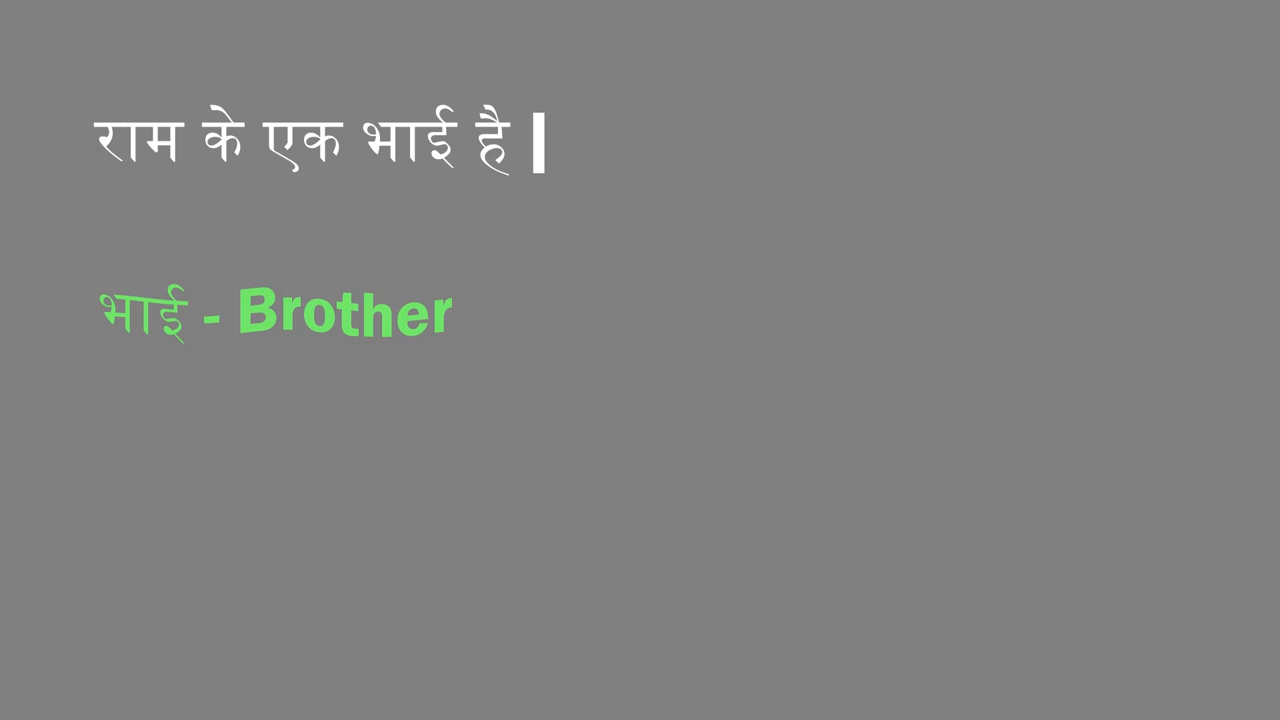 राम के एक भाई है |
भाई - Brother